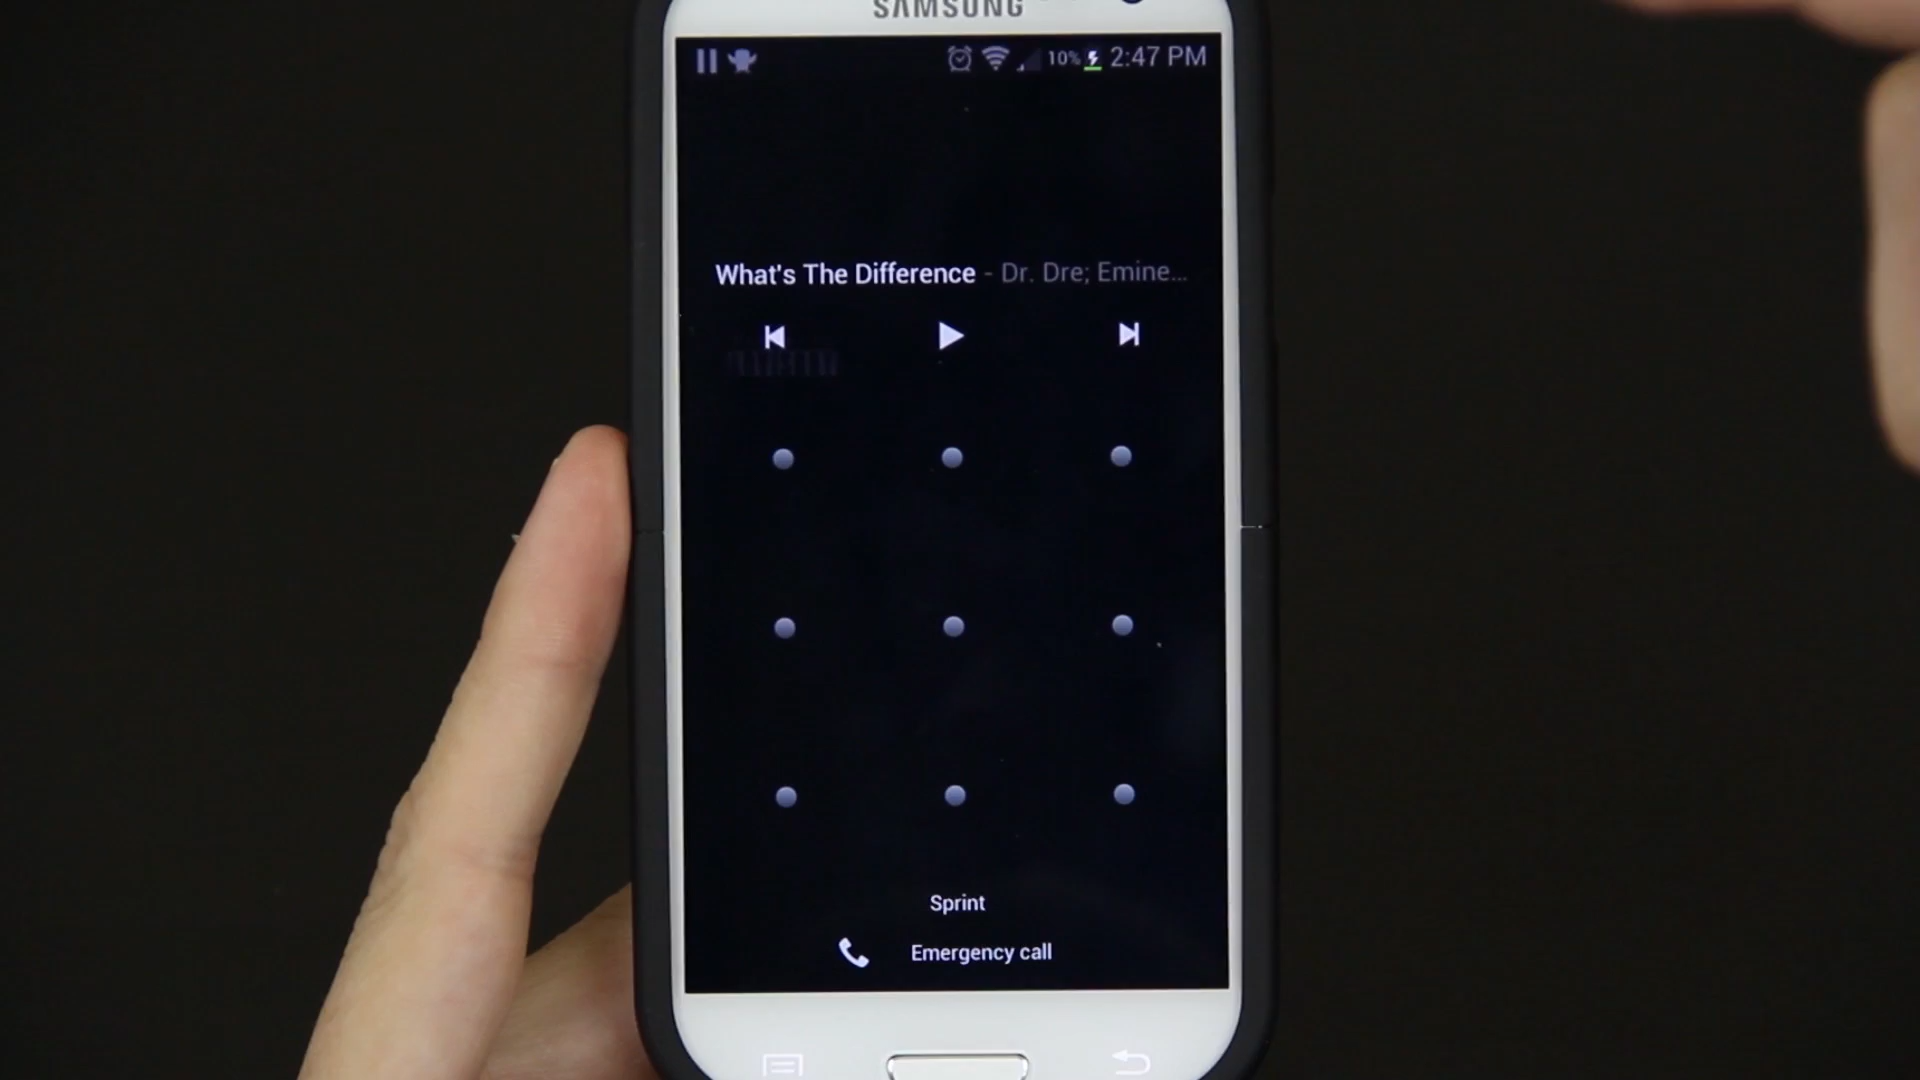 SAMSUNG
10% 2:47 PM
What's The Difference - Dr. Dre; Emine...
Sprint
Emergency call